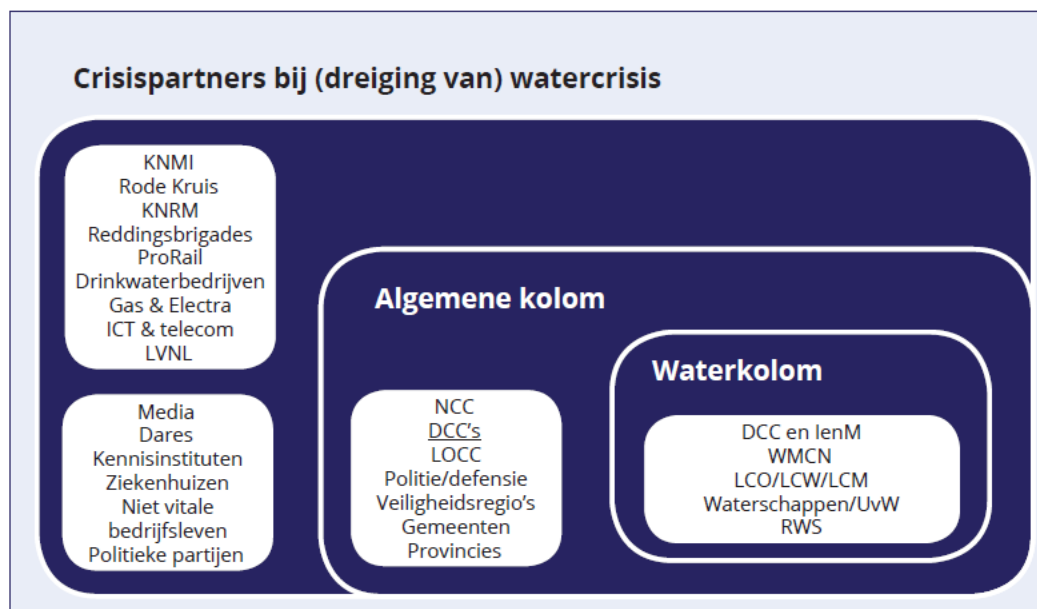 Crisispartners bij (dreiging van) watercrisis
KNMI
Rode Kruis
KNRM
Reddingsbrigades
ProRail
Drinkwaterbedrijven
Gas & Electra
ICT & telecom
LVNL
Media
Dares
Kennisinstituten
Ziekenhuizen
Niet vitale
bedrijfsleven
Politieke partijen
Algemene kolom
NCC
DCC's
LOCC
Politie/defensie
Veiligheidsregio's
Gemeenten
Provincies
Waterkolom
DCC en IenM
WMCN
LCO/LCW/LCM
Waterschappen/UvW
RWS